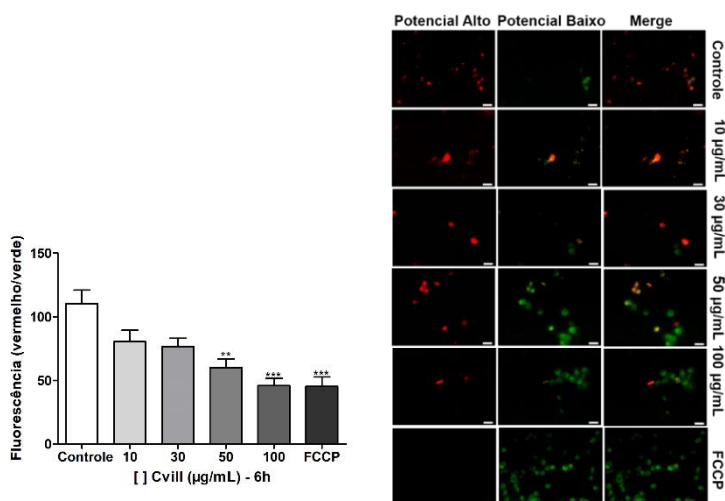 Potencial Alto Potencial Baixo Merge
Controle
10 µg/mL
30 µg/mL
50 µg/mL
100 µg/mL
FCCP
Fluorescência (vermelho/verde)
150
100
50
0
** *** ***
Controle 10 30 50 100 FCCP
[ ] Cvill (µg/mL) - 6h